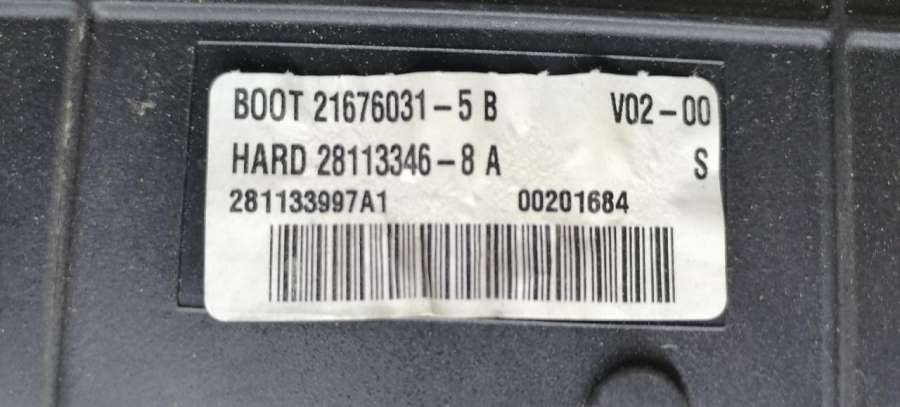 BOOT 21676031-5 B V02-00
HARD 28113346-8 A S
281133997A1 00201684